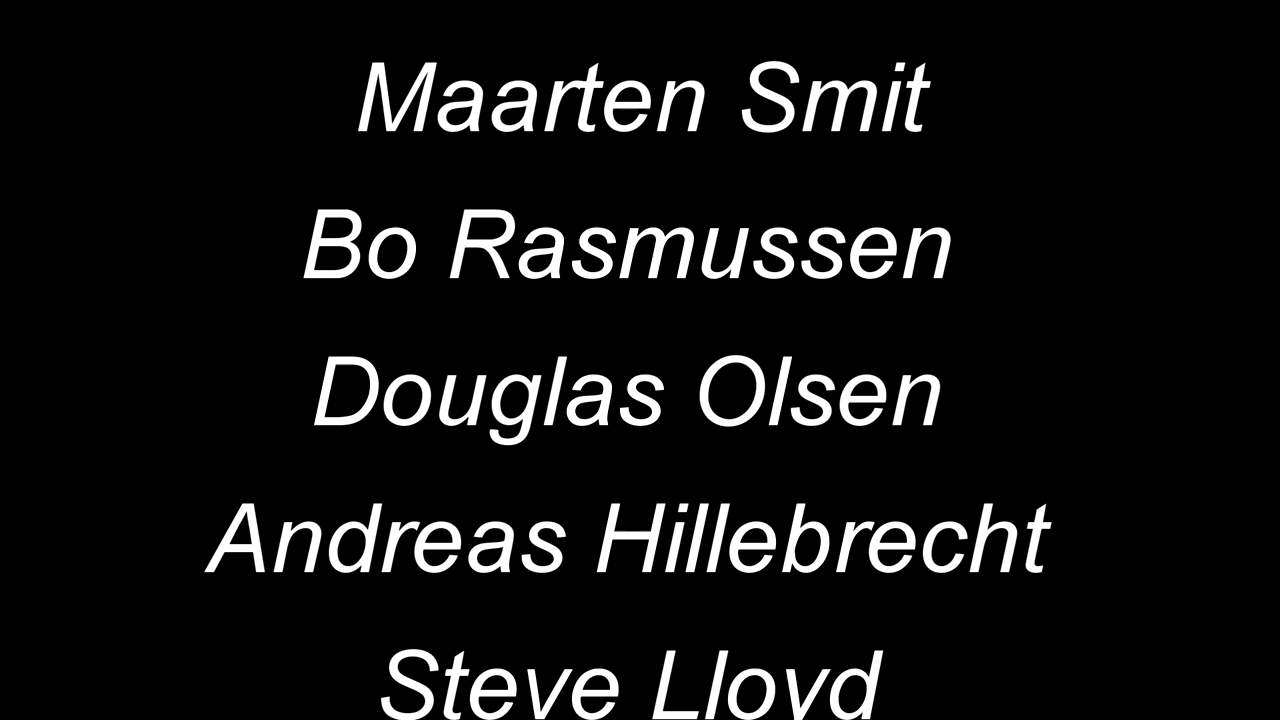 Maarten Smit
Bo Rasmussen
Douglas Olsen
Andreas Hillebrecht
Steve Lloyd